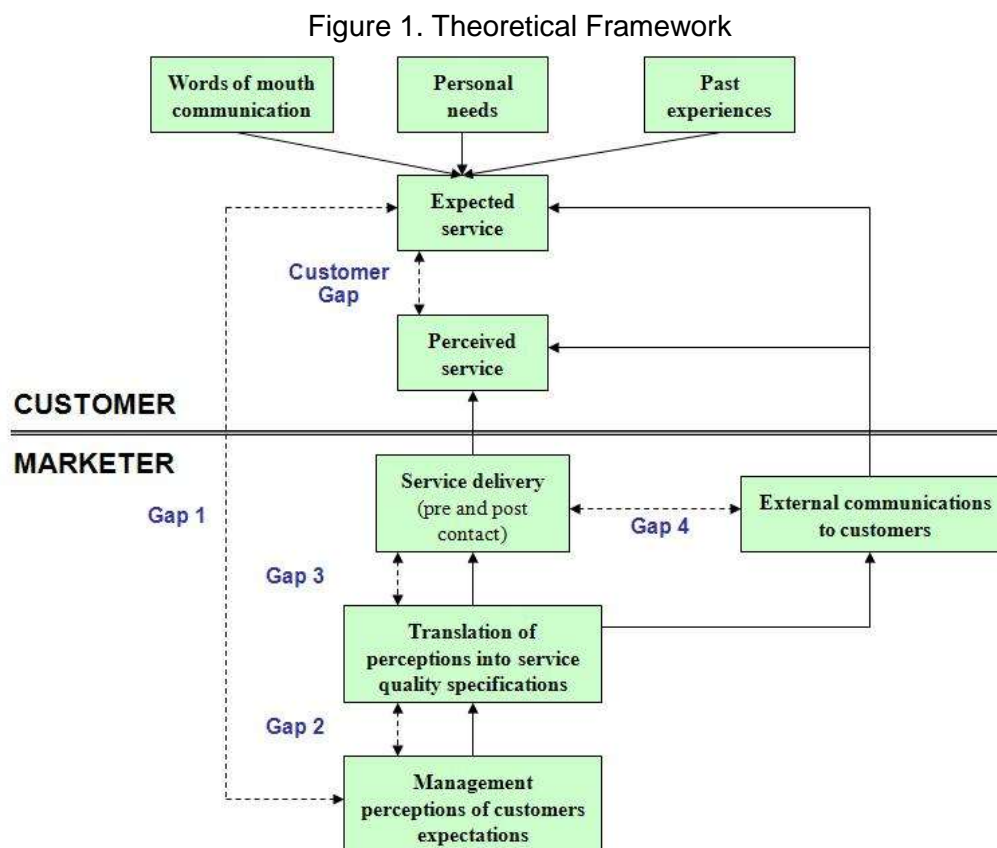 Figure 1. Theoretical Framework
Words of mouth
communication
Personal
needs
Past
experiences
Expected
service
Customer
Gap
Perceived
service
CUSTOMER
MARKETER
Service delivery
(pre and post
contact)
External communications
to customers
Gap 1
Gap 4
Gap 3
Translation of
perceptions into service
quality specifications
Gap 2
Management
perceptions of customers
expectations